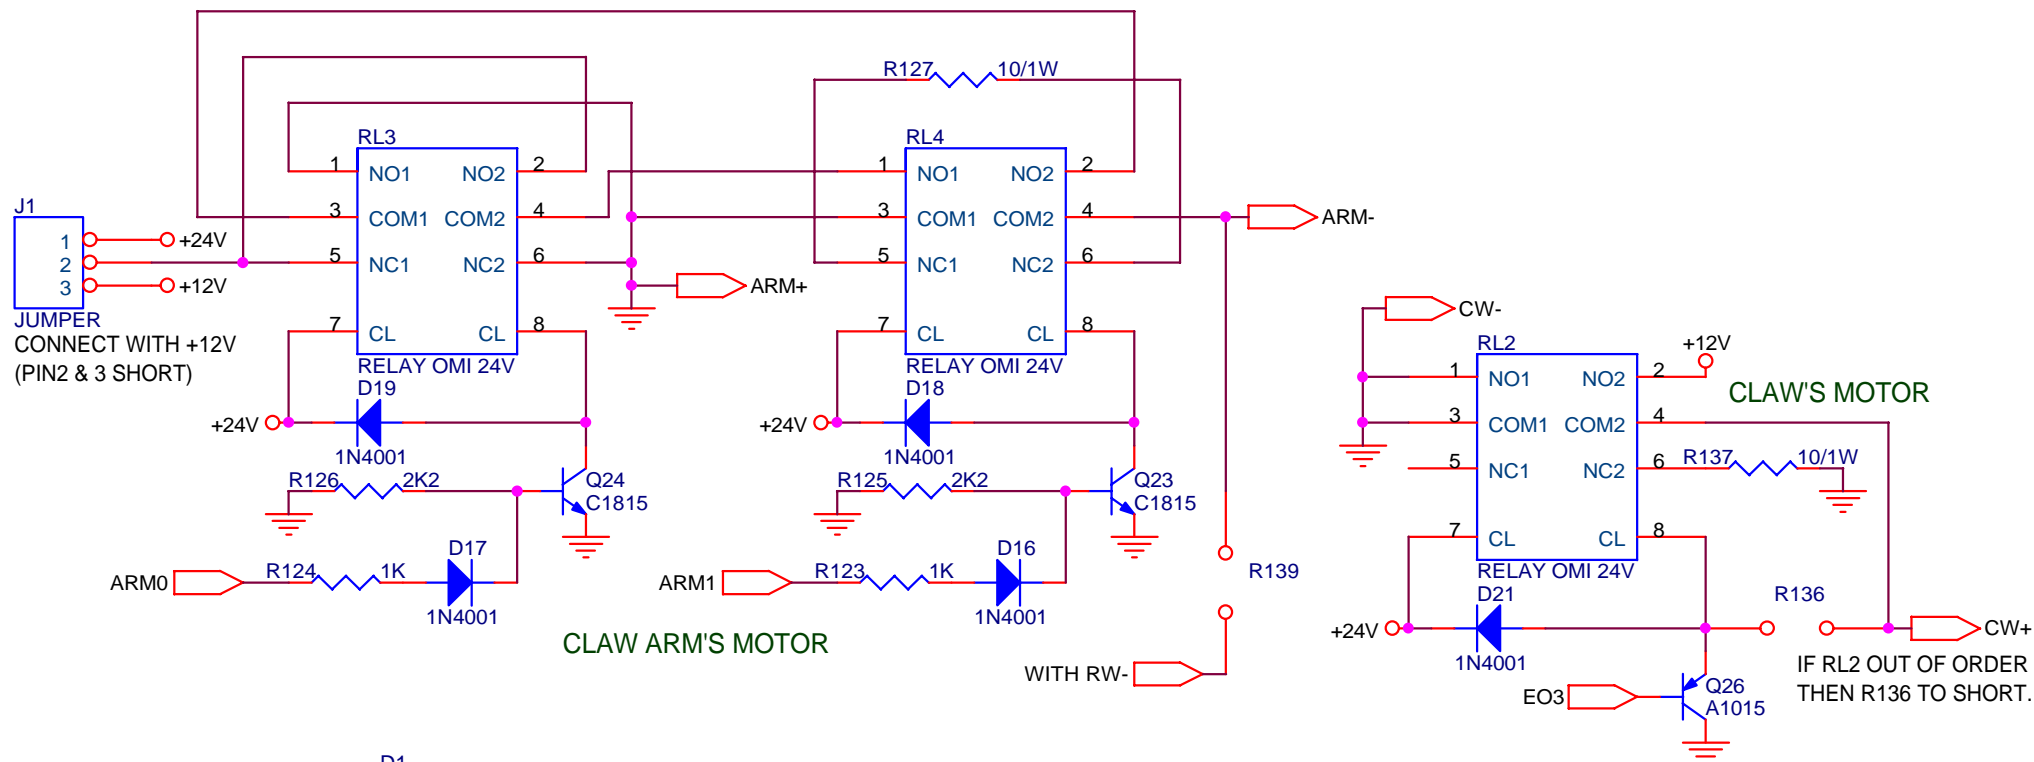 R127
10/1W
RL3
RL4
1
NO1
NO2
2
3
COM1
COM2
4
5
NC1
NC2
6
7
CL
CL
8
RELAY OMI 24V
1
NO1
NO2
2
3
COM1
COM2
4
5
NC1
NC2
6
7
CL
CL
8
RELAY OMI 24V
J1
1
2
3
+24V
+12V
JUMPER
CONNECT WITH +12V
(PIN2 & 3 SHORT)
ARM+
ARM-
D19
+24V
1N4001
R126
2K2
Q24
C1815
D17
ARM0
R124
1K
1N4001
D18
+24V
1N4001
R125
2K2
Q23
C1815
D16
ARM1
R123
1K
1N4001
CLAW ARM'S MOTOR
R139
WITH RW-
CW-
RL2
+12V
1
NO1
NO2
2
CLAW'S MOTOR
3
COM1
COM2
4
5
NC1
NC2
6
R137
10/1W
7
CL
CL
8
RELAY OMI 24V
D21
R136
+24V
CW+
1N4001
IF RL2 OUT OF ORDER
THEN R136 TO SHORT.
EO3
Q26
A1015